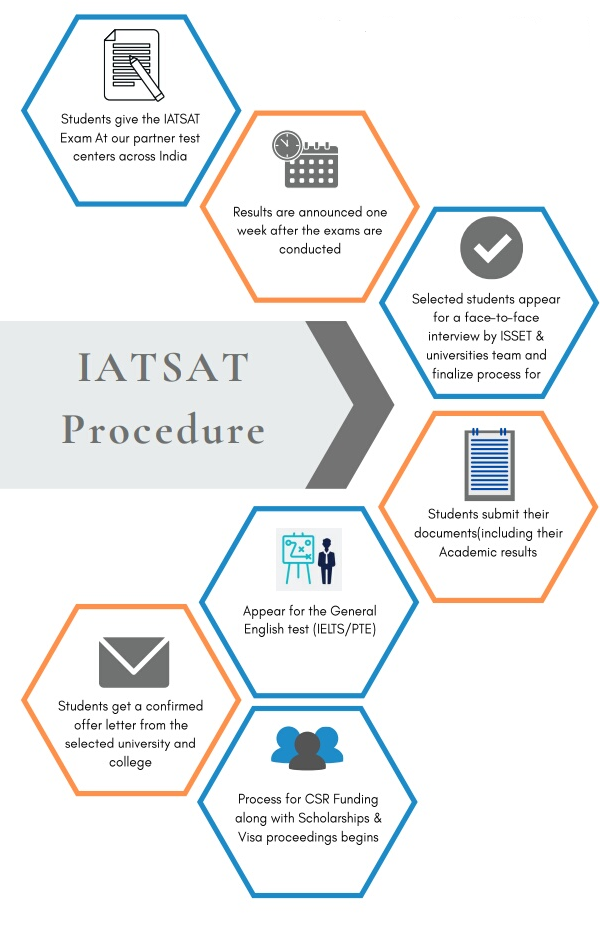 Students give the IATSAT
Exam At our partner test
centers across India
Results are announced one
week after the exams are
conducted
Selected students appear
for a face-to-face
interview by ISSET &
universities team and
finalize process for
IATSAT
Procedure
Students submit their
documents(including their
Academic results
Appear for the General
English test (IELTS/PTE)
Students get a confirmed
offer letter from the
selected university and
college
Process for CSR Funding
along with Scholarships &
Visa proceedings begins